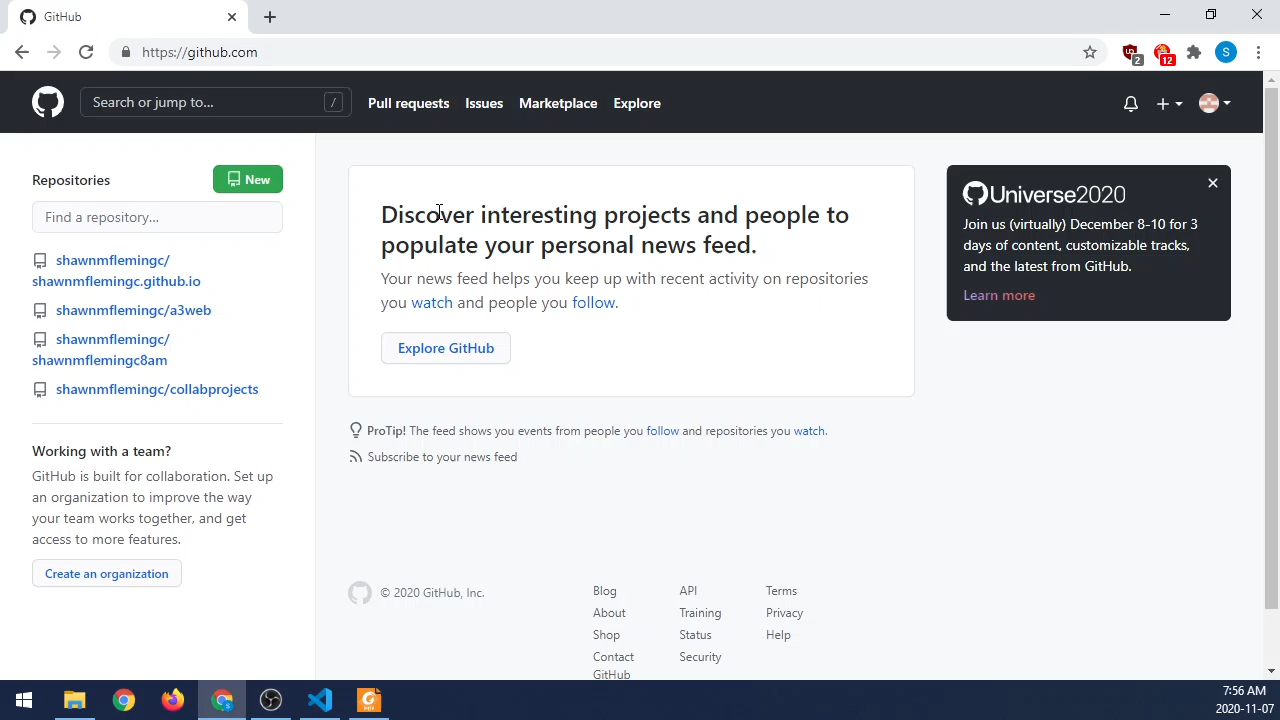 GitHub
https://github.com
2
12
S
Search or jump to...
/
Pull requests
Issues
Marketplace
Explore
Repositories
New
Find a repository...
shawnmflemingc/
shawnmflemingc.github.io
shawnmflemingc/a3web
shawnmflemingc/
shawnmflemingc8am
shawnmflemingc/collabprojects
Working with a team?
GitHub is built for collaboration. Set up
an organization to improve the way
your team works together, and get
access to more features.
Create an organization
Discover interesting projects and people to
populate your personal news feed.
Your news feed helps you keep up with recent activity on repositories
you watch and people you follow.
Explore GitHub
ProTip! The feed shows you events from people you follow and repositories you watch.
Subscribe to your news feed
Universe2020
Join us (virtually) December 8-10 for 3
days of content, customizable tracks,
and the latest from GitHub.
Learn more
© 2020 GitHub, Inc.
Blog
About
Shop
Contact
GitHub
API
Training
Status
Security
Terms
Privacy
Help
7:56 AM
2020-11-07